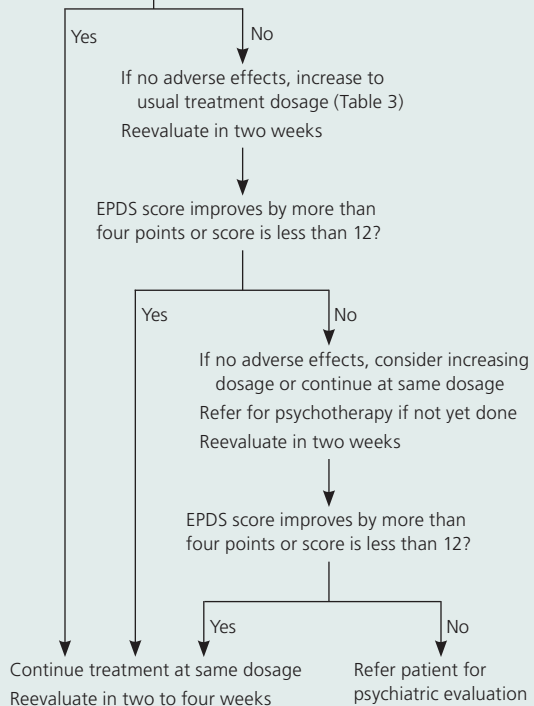 Yes
No
If no adverse effects, increase to
usual treatment dosage (Table 3)
Reevaluate in two weeks
EPDS score improves by more than
four points or score is less than 12?
Yes
No
If no adverse effects, consider increasing
dosage or continue at same dosage
Refer for psychotherapy if not yet done
Reevaluate in two weeks
EPDS score improves by more than
four points or score is less than 12?
Yes
No
Continue treatment at same dosage
Reevaluate in two to four weeks
Refer patient for
psychiatric evaluation